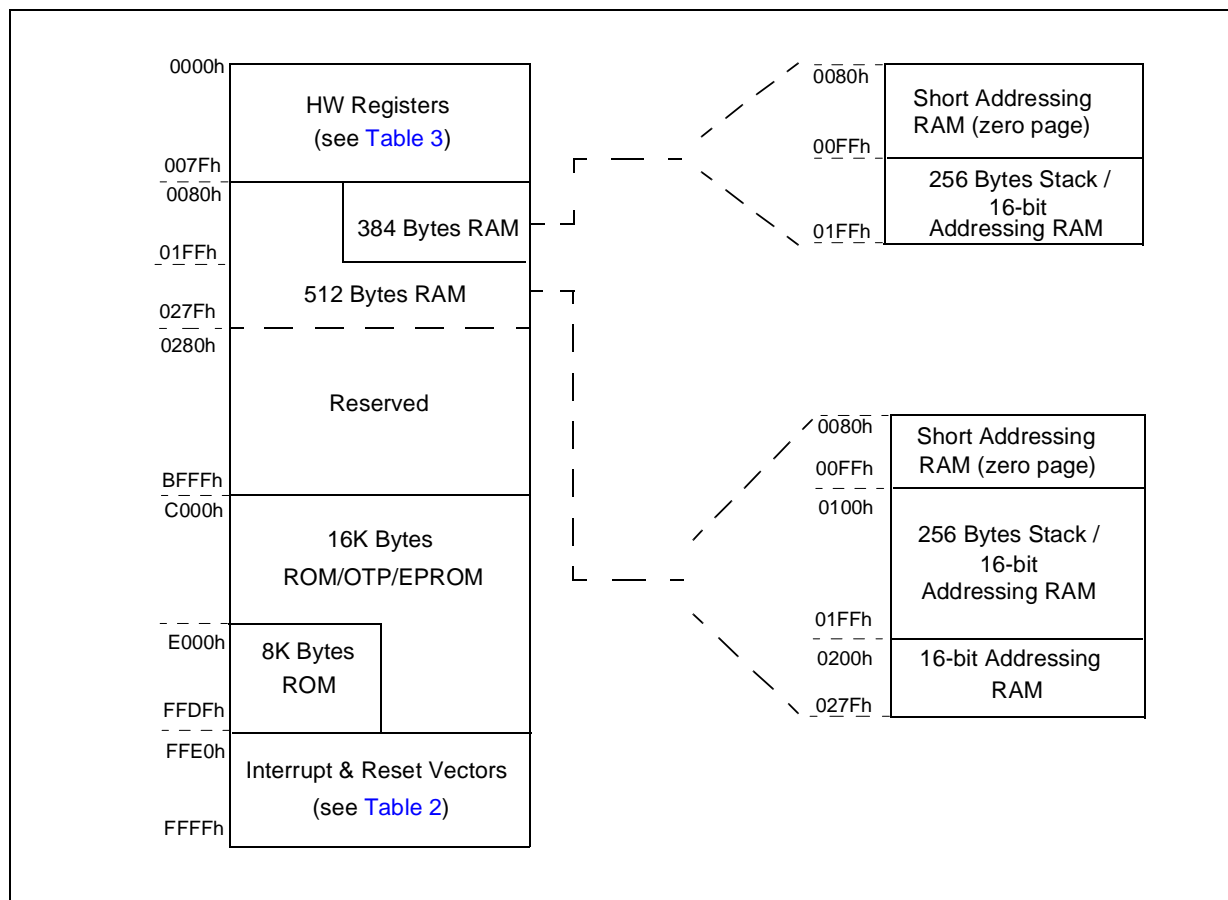 0000h
HW Registers
(see Table 3)
007Fh
0080h
384 Bytes RAM
01FFh
512 Bytes RAM
027Fh
0280h
Reserved
BFFFh
C000h
16K Bytes
ROM/OTP/EPROM
E000h
8K Bytes
ROM
FFDFh
FFE0h
Interrupt & Reset Vectors
(see Table 2)
FFFFh
0080h
Short Addressing
RAM (zero page)
00FFh
256 Bytes Stack /
16-bit
Addressing RAM
01FFh
0080h
Short Addressing
RAM (zero page)
00FFh
0100h
256 Bytes Stack /
16-bit
Addressing RAM
01FFh
0200h
16-bit Addressing
RAM
027Fh